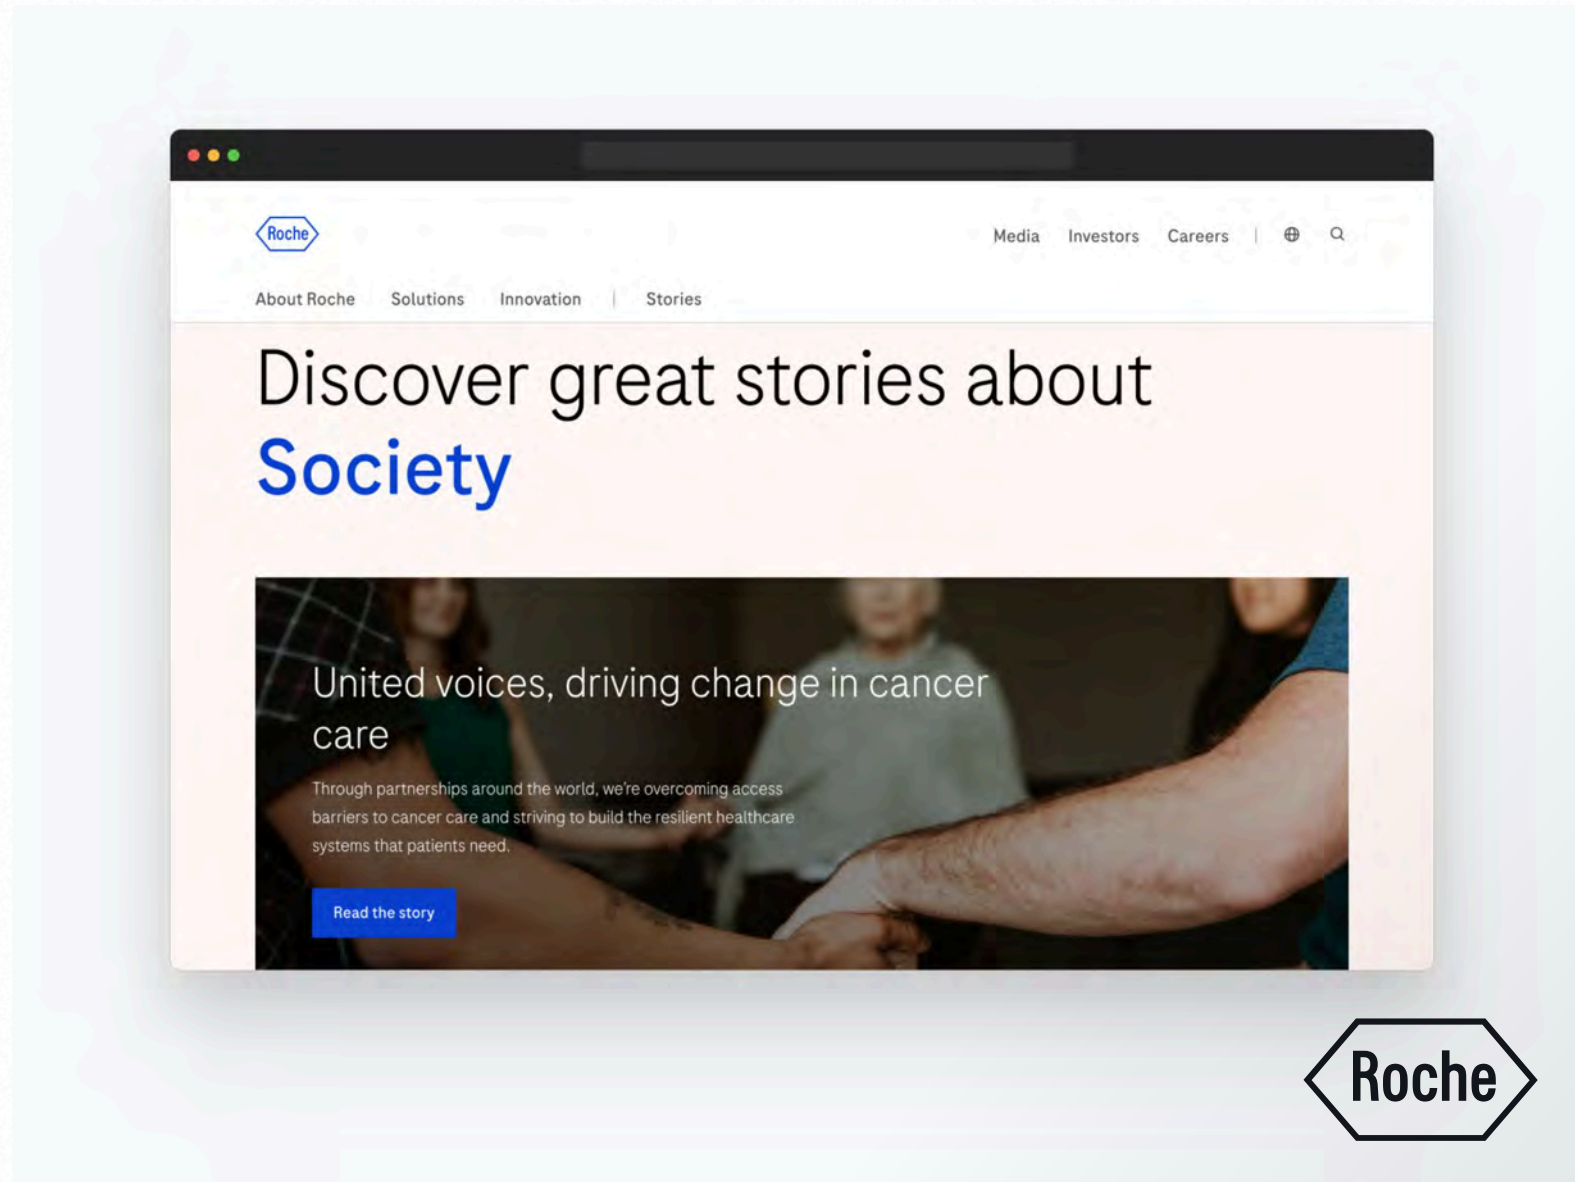 Roche
Media Investors Careers |
About Roche Solutions Innovation | Stories
Discover great stories about
Society
United voices, driving change in cancer
care
Through partnerships around the world, we're overcoming access
barriers to cancer care and striving to build the resilient healthcare
systems that patients need.
Read the story
Roche